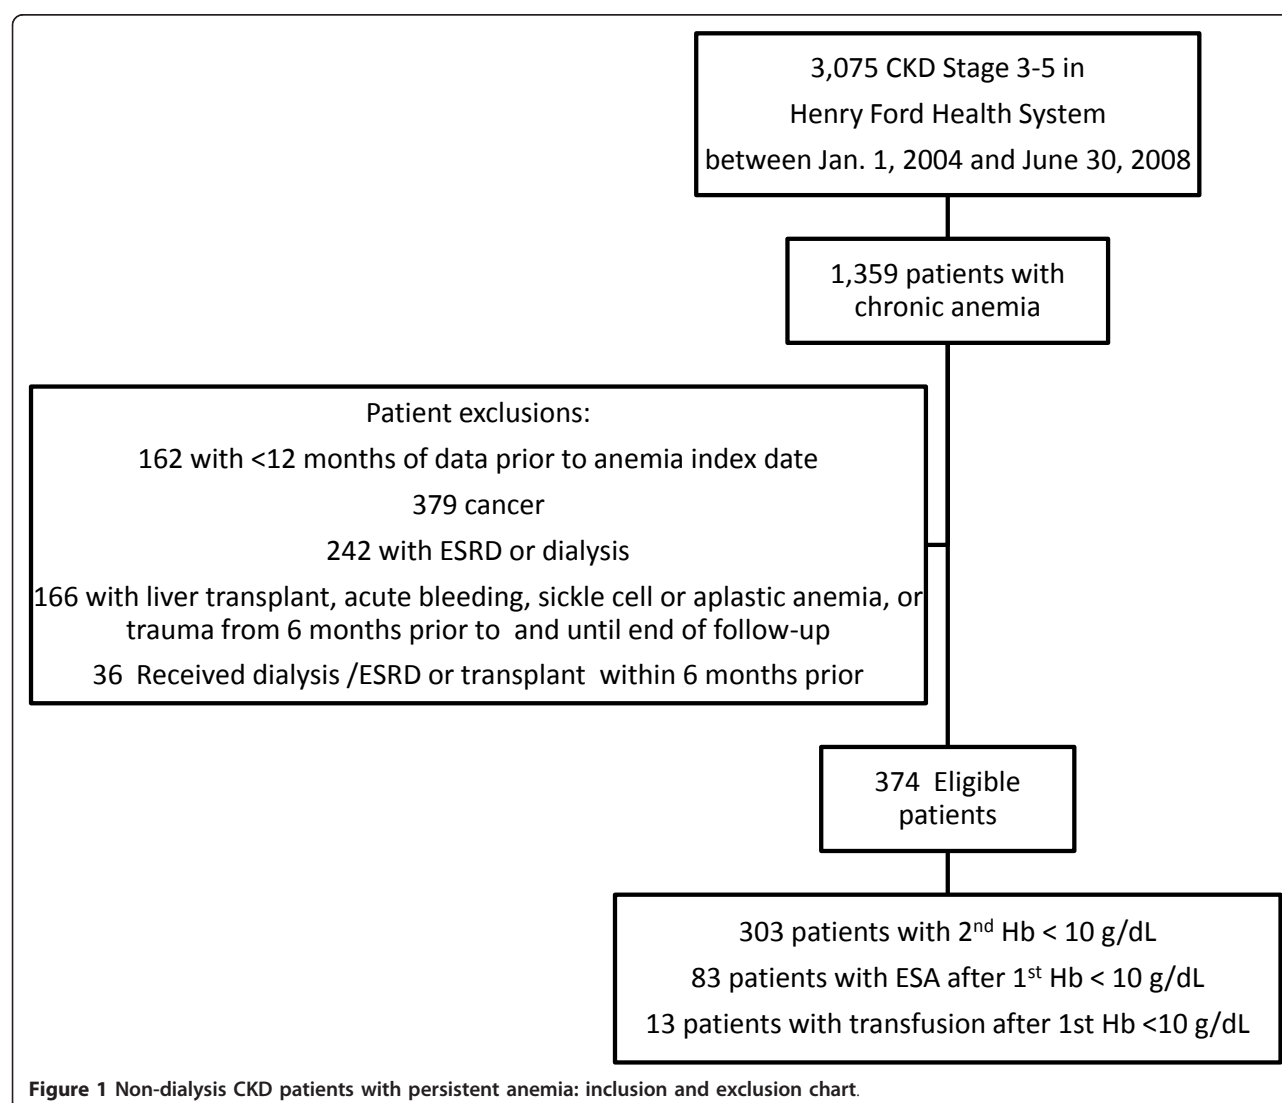 3,075 CKD Stage 3-5 in
Henry Ford Health System
between Jan. 1, 2004 and June 30, 2008
1,359 patients with
chronic anemia
Patient exclusions:
162 with <12 months of data prior to anemia index date
379 cancer
242 with ESRD or dialysis
166 with liver transplant, acute bleeding, sickle cell or aplastic anemia, or
trauma from 6 months prior to and until end of follow-up
36 Received dialysis /ESRD or transplant within 6 months prior
374 Eligible
patients
303 patients with 2nd Hb < 10 g/dL
83 patients with ESA after 1st Hb < 10 g/dL
13 patients with transfusion after 1st Hb <10 g/dL
Figure 1 Non-dialysis CKD patients with persistent anemia: inclusion and exclusion chart.